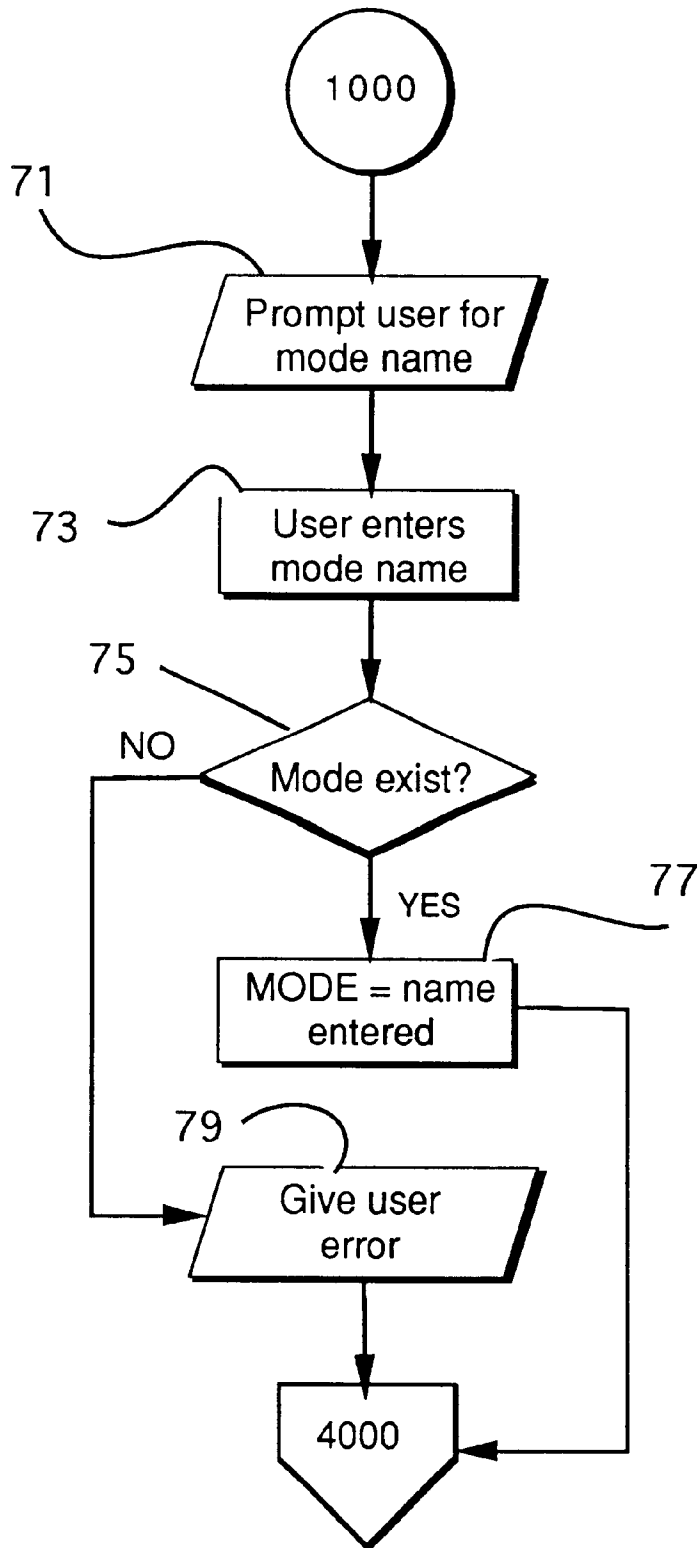 1000
71
Prompt user for
mode name
73
User enters
mode name
75
NO
Mode exist?
YES
77
MODE = name
entered
79
Give user
error
4000